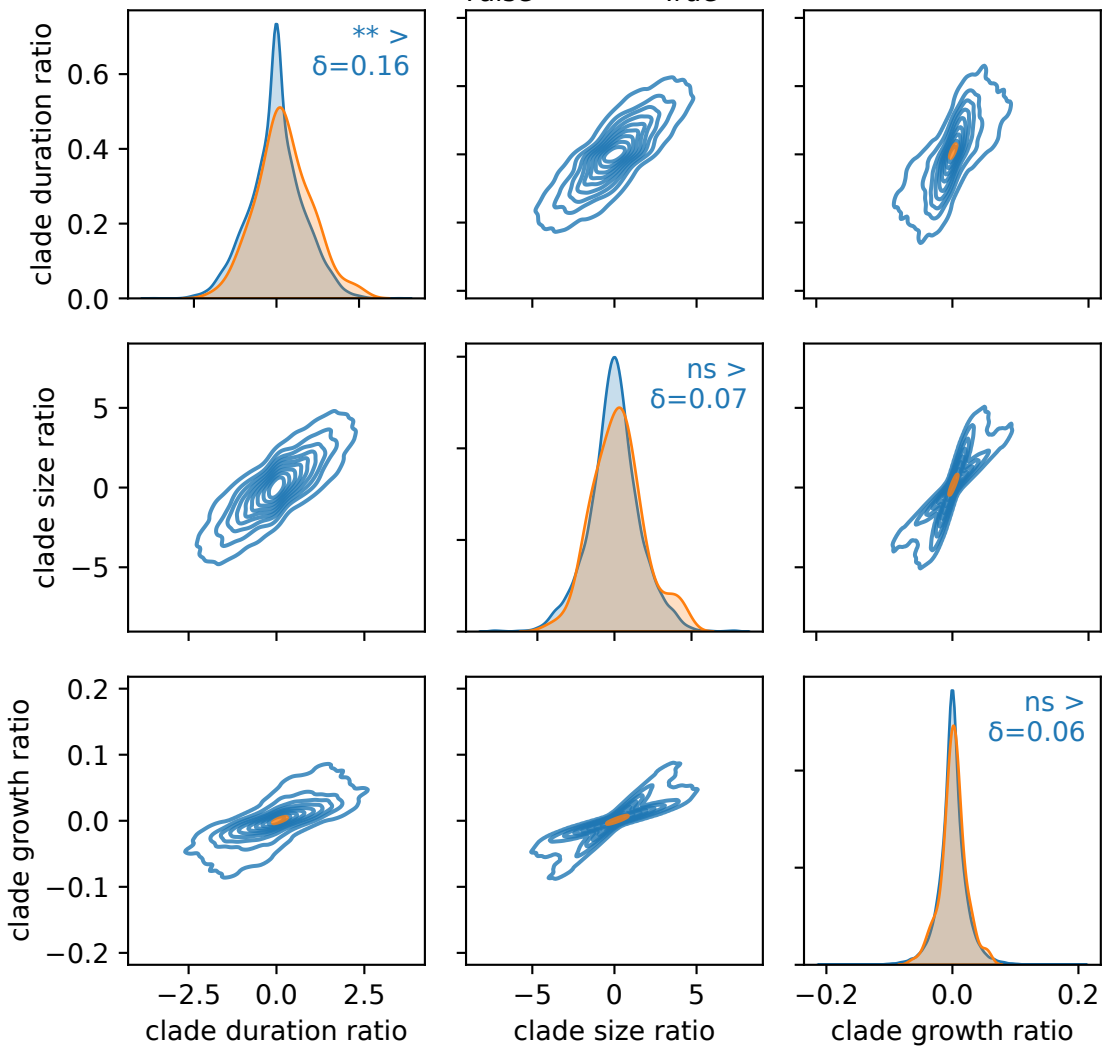 clade duration ratio
0.6
0.4
0.2
0.0
** >
δ=0.16
clade size ratio
5
0
−5
ns >
δ=0.07
clade growth ratio
0.2
0.1
0.0
−0.1
−0.2
ns >
δ=0.06
−2.5 0.0 2.5
clade duration ratio
−5 0 5
clade size ratio
−0.2 0.0 0.2
clade growth ratio